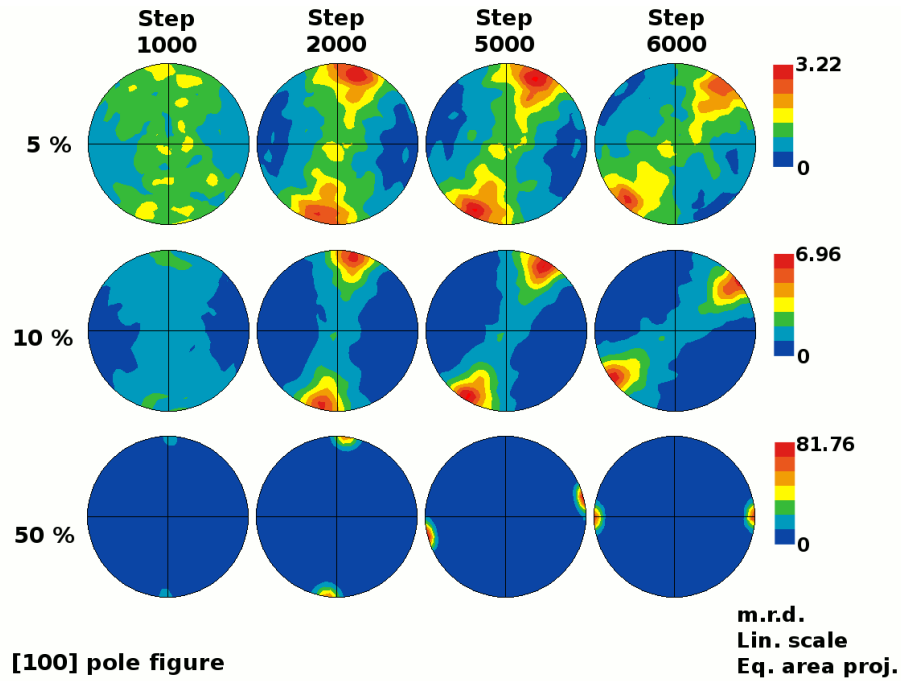 Step Step Step Step
1000 2000 5000 6000
3.22
5 %
0
6.96
10 %
0
81.76
50 %
0
m.r.d.
Lin. scale
[100] pole figure
Eq. area proj.